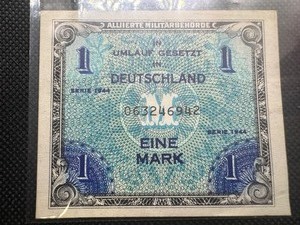 ALLIIERTE MILITÄRBEHÖRDE
IN
UMLAUF GESETZT
IN
1 DEUTSCHLAND 1
SERIE 1944
063246942
EINE
SERIE 1944
1 MARK 1